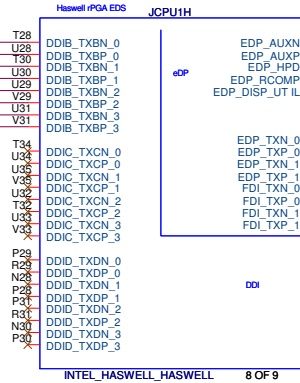 Haswell rPGA EDS
JCPU1H
T28 DDIB_TXBN_0 EDP_AUXN
U28 DDIB_TXBP_0 EDP_AUXP
T30 DDIB_TXBN_1 EDP_HPD
U30 DDIB_TXBP_1 eDP EDP_RCOMP
U29 DDIB_TXBN_2 EDP_DISP_UT IL
V29 DDIB_TXBP_2
U31 DDIB_TXBN_3
V31 DDIB_TXBP_3
T34 DDIC_TXCN_0 EDP_TXN_0
U34 DDIC_TXCP_0 EDP_TXP_0
U35 DDIC_TXCN_1 EDP_TXN_1
V35 DDIC_TXCP_1 EDP_TXP_1
U32 DDIC_TXCN_2 FDI_TXN_0
T32 DDIC_TXCP_2 FDI_TXP_0
U33 DDIC_TXCN_3 FDI_TXN_1
V33 DDIC_TXCP_3 FDI_TXP_1
P29 DDID_TXDN_0
R29 DDID_TXDP_0
N28 DDID_TXDN_1 DDI
P28 DDID_TXDP_1
P31 DDID_TXDN_2
R31 DDID_TXDP_2
N30 DDID_TXDN_3
P30 DDID_TXDP_3
INTEL_HASWELL_HASWELL 8 OF 9